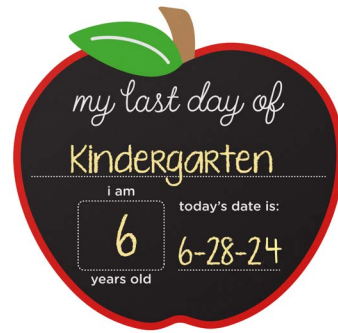 my last day of
Kindergarten
i am
6
years old
today's date is:
6-28-24